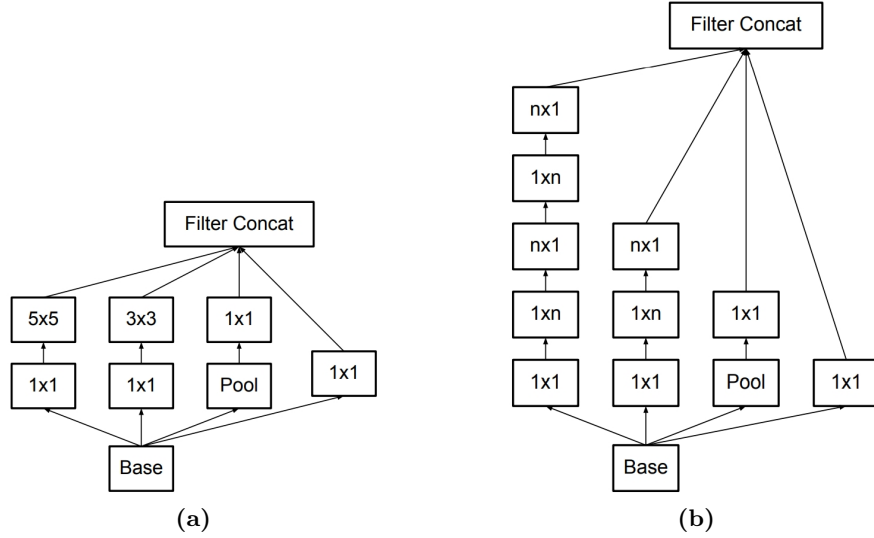 Filter Concat
5x5
3x3
1x1
1x1
1x1
Pool
1x1
Base
(a)
Filter Concat
nx1
1xn
nx1
nx1
1xn
1xn
1x1
1x1
1x1
Pool
1x1
Base
(b)